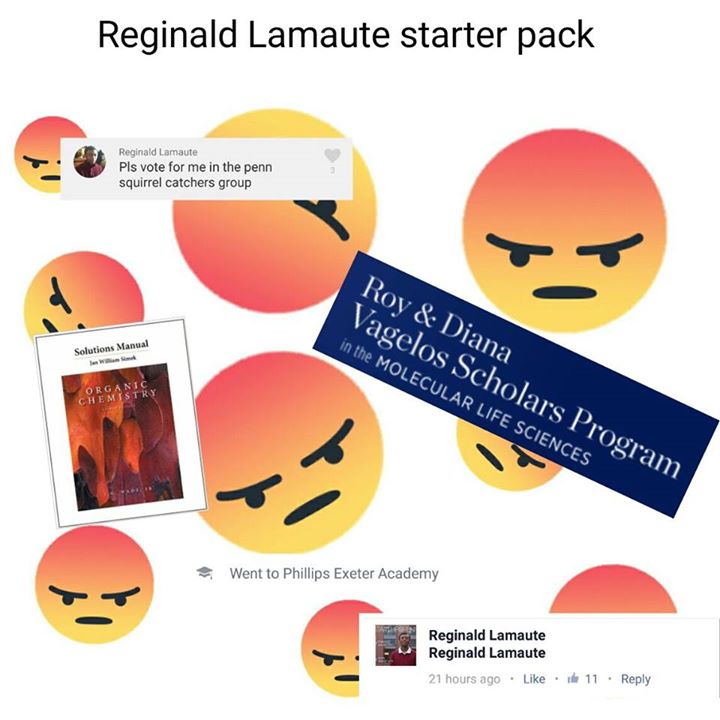 Reginald Lamaute starter pack
Reginald Lamaute
Pls vote for me in the penn
squirrel catchers group
3
Roy & Diana
Vagelos Scholars Program
in the MOLECULAR LIFE SCIENCES
Solutions Manual
Jan William Simek
ORGANIC
CHEMISTRY
Went to Phillips Exeter Academy
Reginald Lamaute
Reginald Lamaute
21 hours ago · Like · 11 · Reply